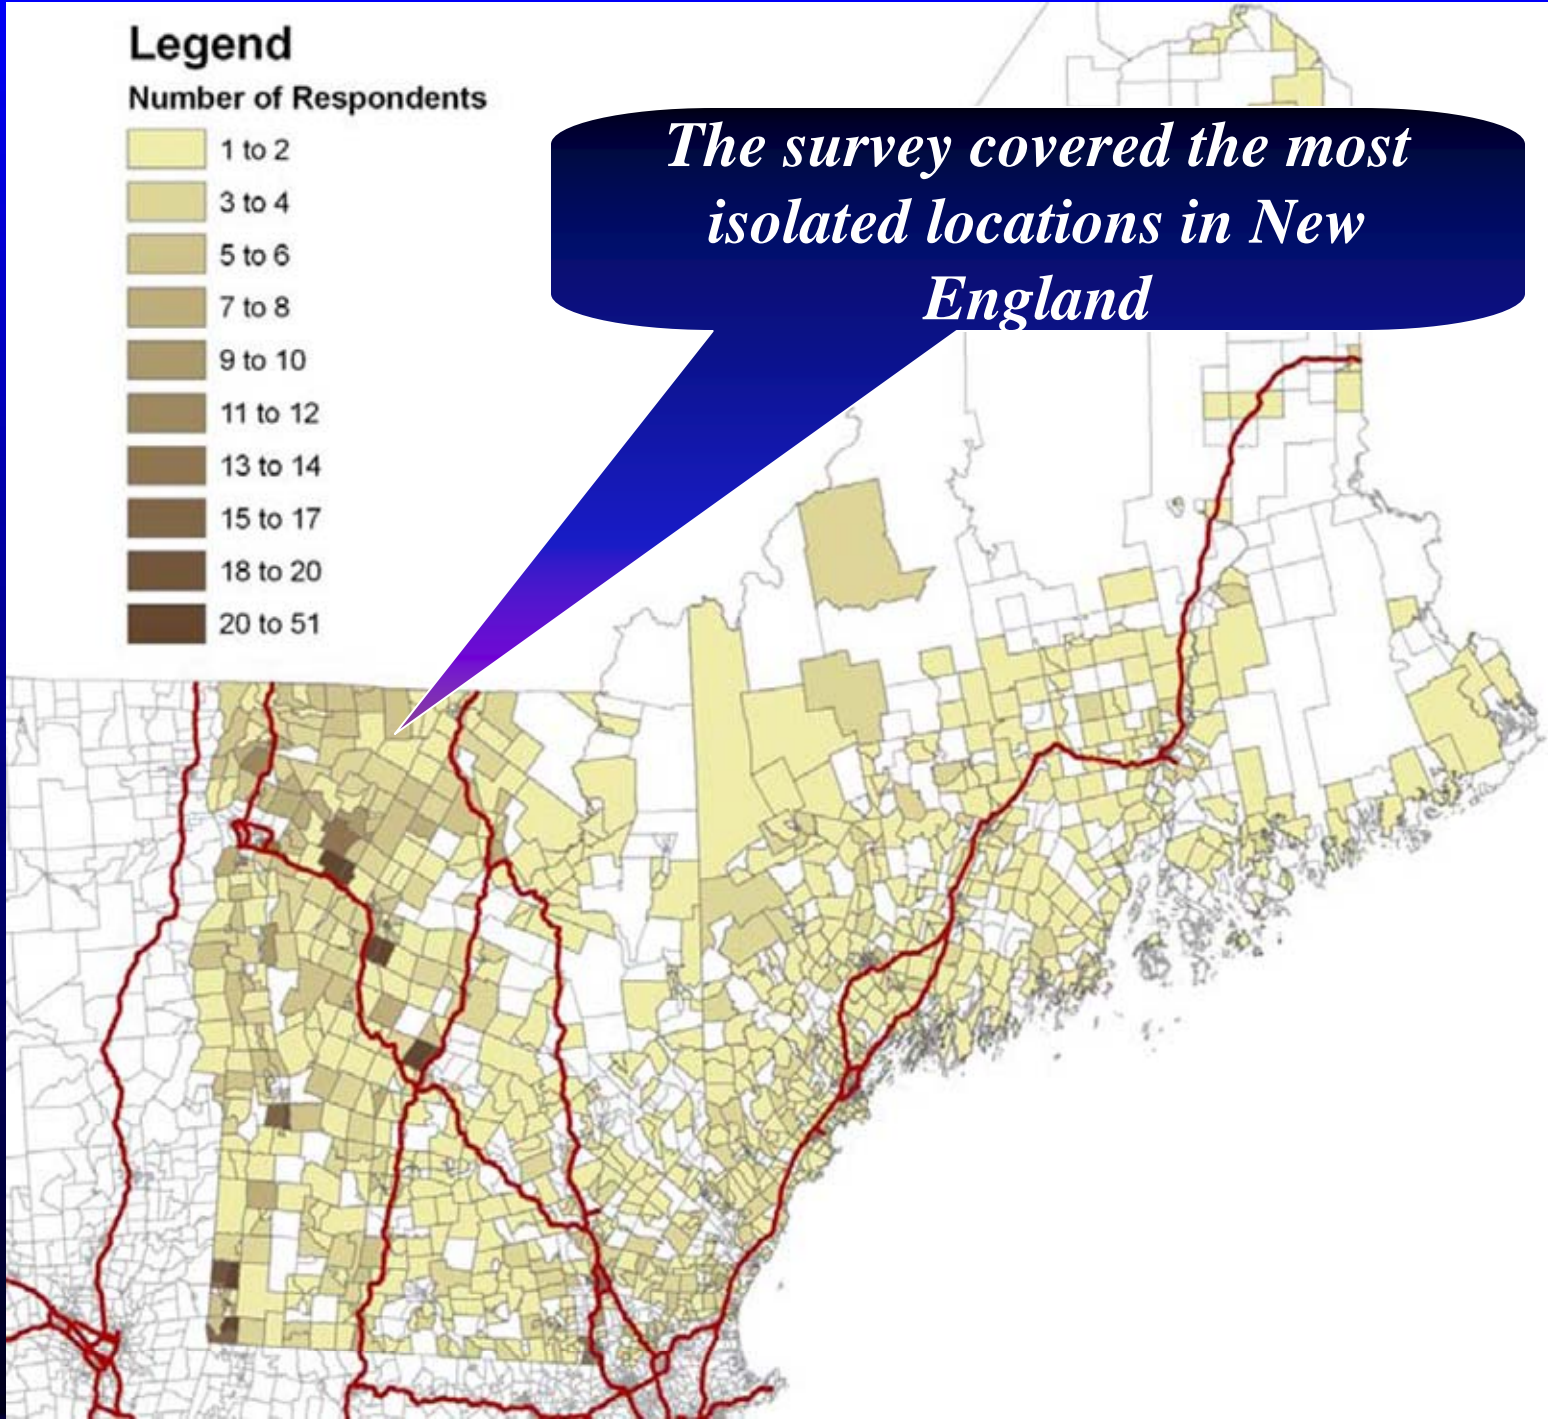 Legend
Number of Respondents
1 to 2
3 to 4
5 to 6
7 to 8
9 to 10
11 to 12
13 to 14
15 to 17
18 to 20
20 to 51
The survey covered the most
isolated locations in New
England